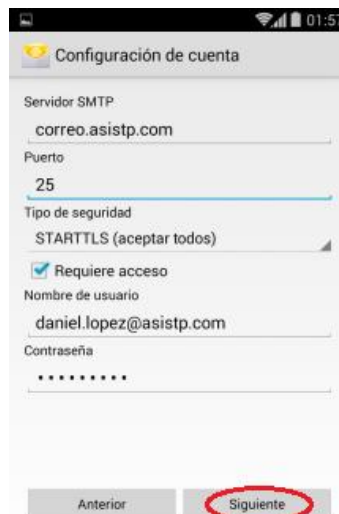 01:57
Configuración de cuenta
Servidor SMTP
correo.asistp.com
Puerto
25
Tipo de seguridad
STARTTLS (aceptar todos)
Requiere acceso
Nombre de usuario
daniel.lopez@asistp.com
Contraseña
•••••••••
Anterior Siguiente